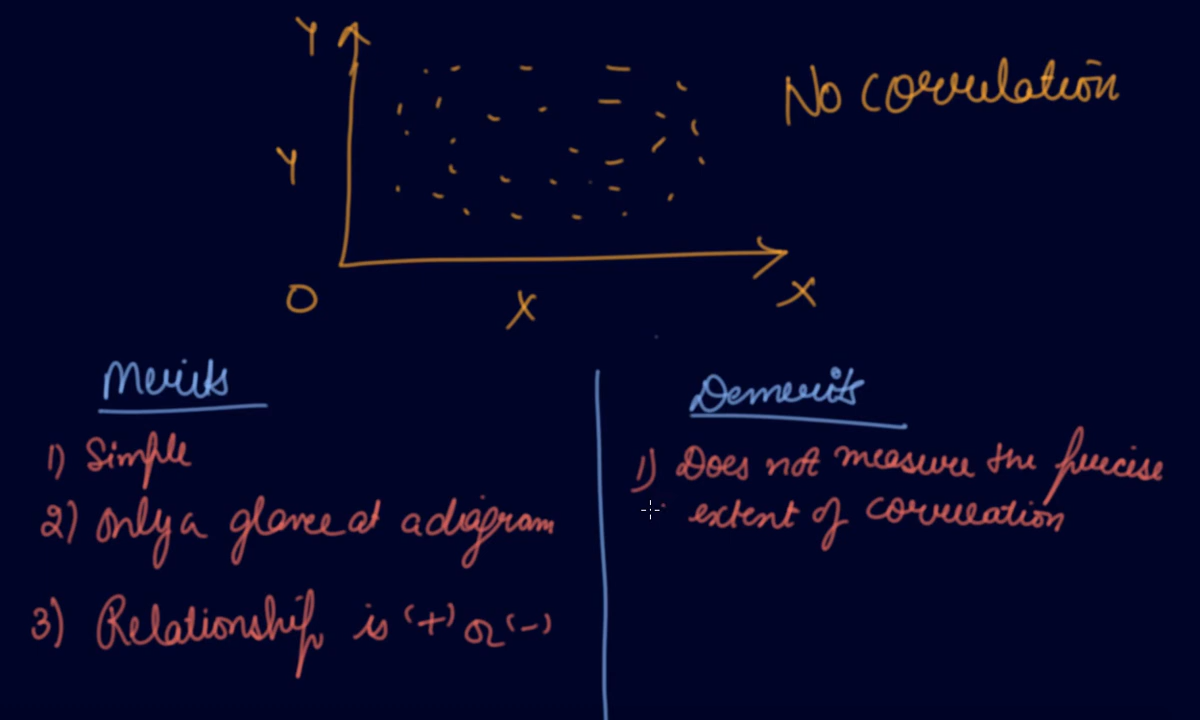 Y
No correlation
Y
O
X
X
Merits
Demerits
1) Simple
1) Does not measure the precise
2) Only a glance at a diagram
extent of correlation
3) Relationship is (+) or (-)